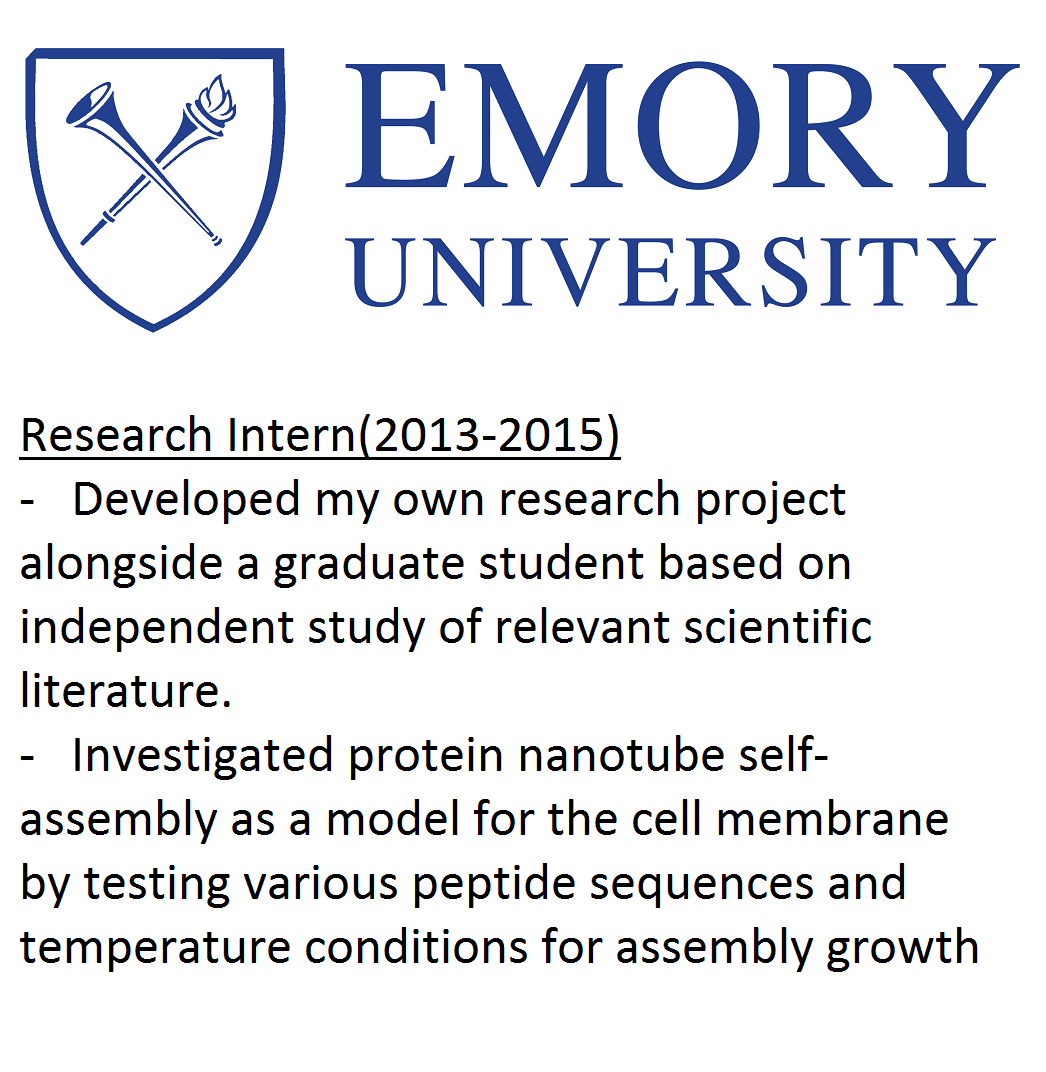 EMORY
UNIVERSITY
Research Intern(2013-2015)
- Developed my own research project
alongside a graduate student based on
independent study of relevant scientific
literature.
- Investigated protein nanotube self-
assembly as a model for the cell membrane
by testing various peptide sequences and
temperature conditions for assembly growth